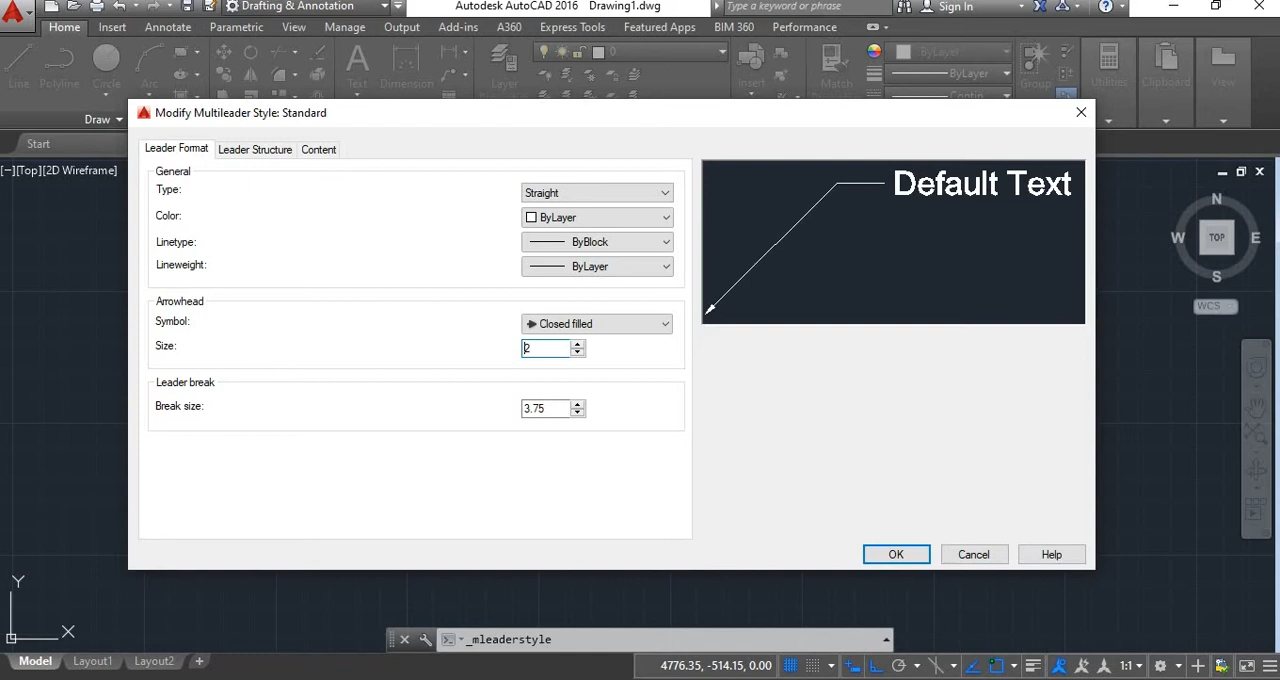 Drafting & Annotation
Autodesk AutoCAD 2016 Drawing1.dwg
Type a keyword or phrase
Sign In
Home Insert Annotate Parametric View Manage Output Add-ins A360 Express Tools Featured Apps BIM 360 Performance
0
ByLayer
Line Polyline Circle Arc Text Dimension Layer Insert Match ByLayer Group Utilities Clipboard View
Draw
Start
Modify Multileader Style: Standard
Leader Format Leader Structure Content
[−][Top][2D Wireframe]
General
Type: Straight
Color: ByLayer
Linetype: ByBlock
Lineweight: ByLayer
Arrowhead
Symbol: Closed filled
Size: 2
Leader break
Break size: 3.75
Default Text
N
W TOP E
S
WCS
OK Cancel Help
Y
X
_mleaderstyle
Model Layout1 Layout2 +
4776.35, -514.15, 0.00
1:1